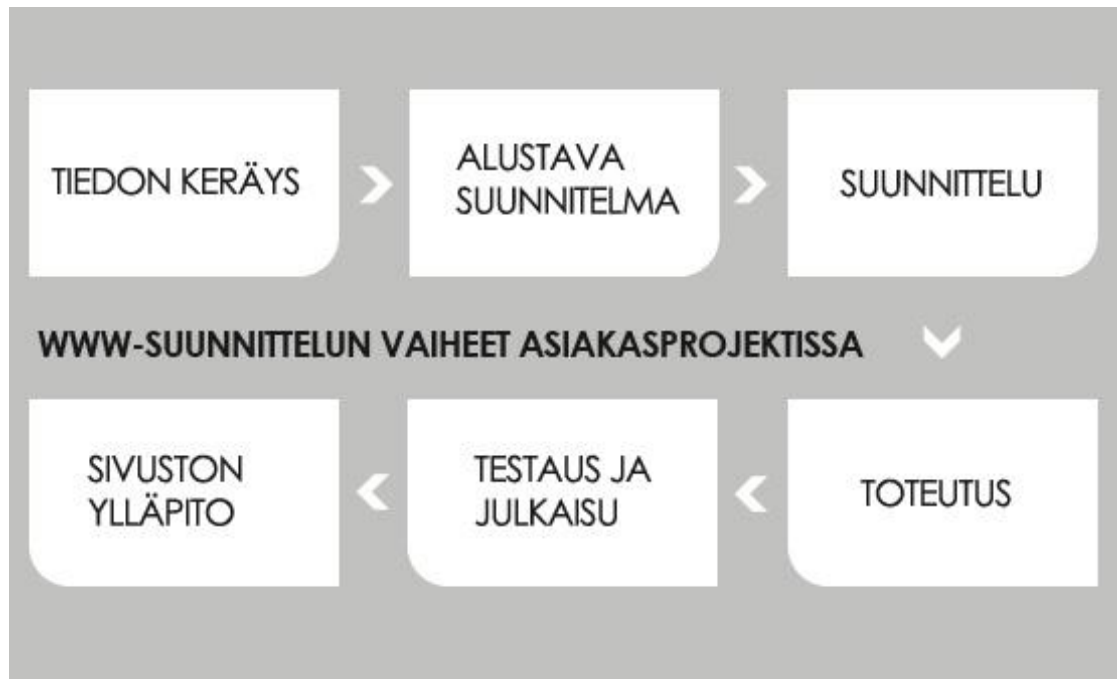 TIEDON KERÄYS
ALUSTAVA
SUUNNITELMA
SUUNNITTELU
WWW-SUUNNITTELUN VAIHEET ASIAKASPROJEKTISSA
TOTEUTUS
TESTAUS JA
JULKAISU
SIVUSTON
YLLÄPITO